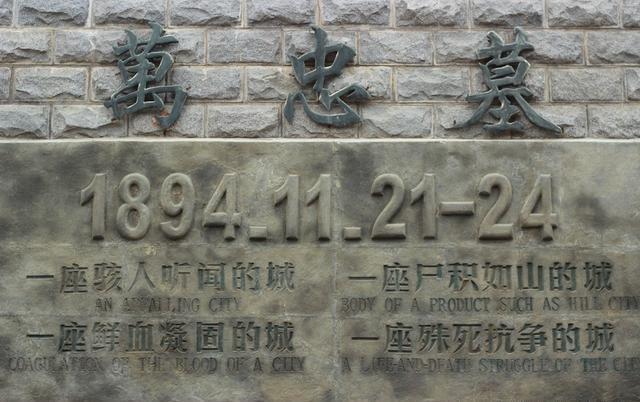 萬忠墓
1894.11.21-24
一座骇人听闻的城
AN APPALLING CITY
一座尸积如山的城
BODY OF A PRODUCT SUCH AS HILL CITY
一座鲜血凝固的城
COAGULATION OF THE BLOOD OF A CITY
一座殊死抗争的城
A LIFE-AND-DEATH STRUGGLE OF THE CITY